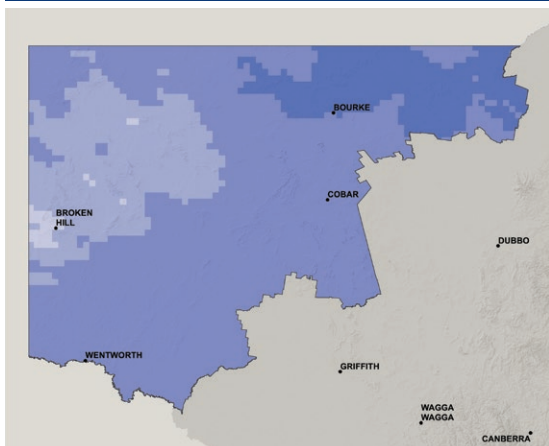 BOURKE
COBAR
BROKEN
HILL
DUBBO
WENTWORTH
GRIFFITH
WAGGA
WAGGA
CANBERRA